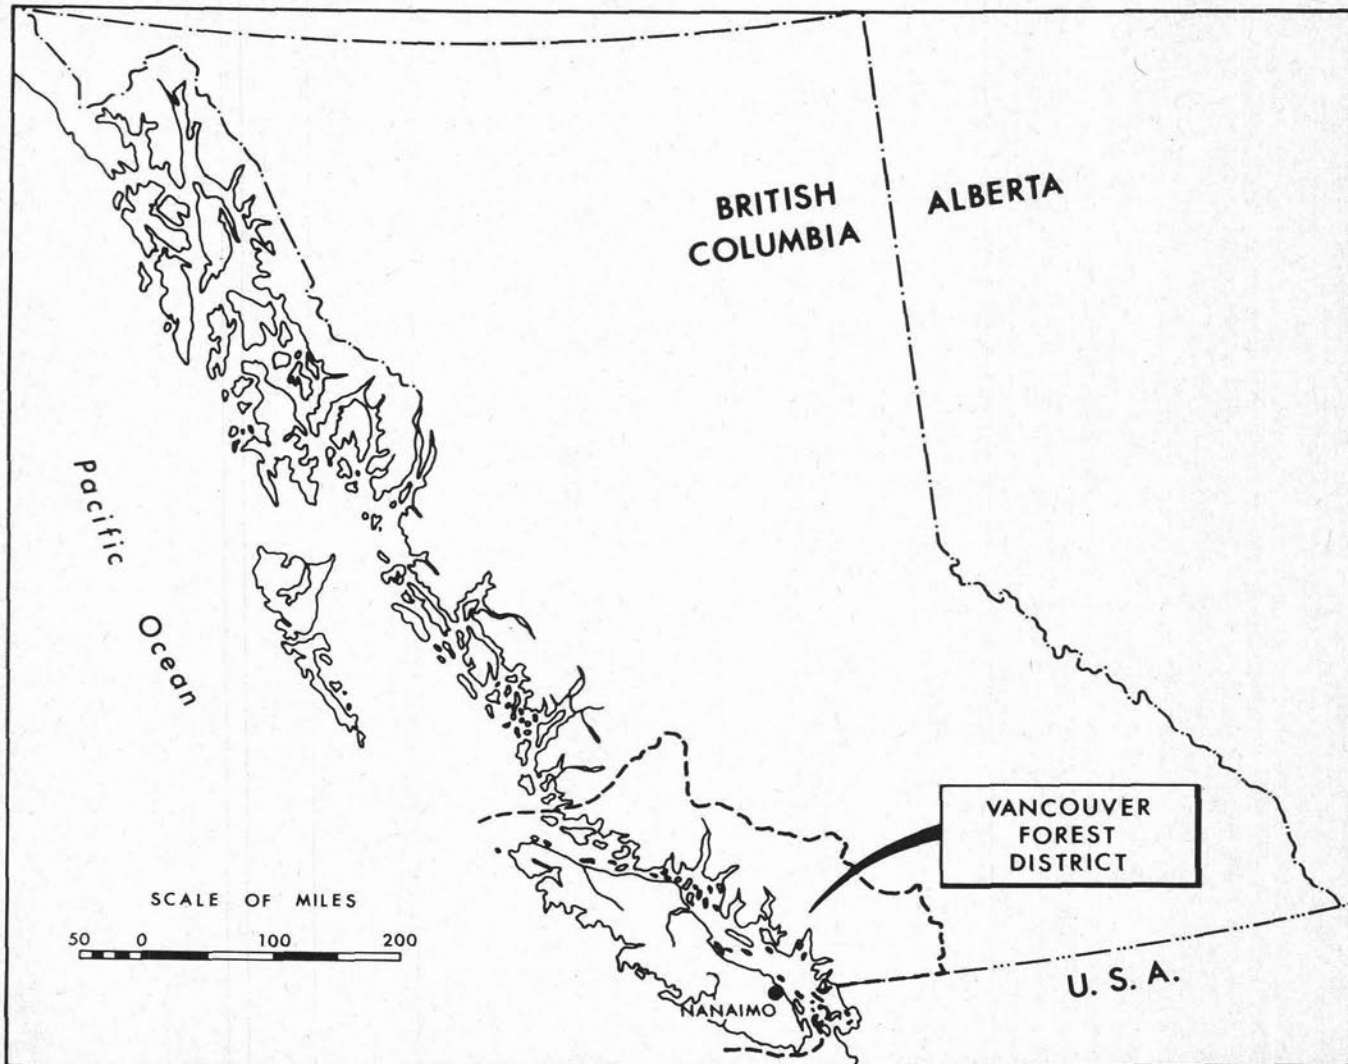 BRITISH
COLUMBIA
ALBERTA
Pacific
Ocean
VANCOUVER
FOREST
DISTRICT
SCALE OF MILES
50 0 100 200
NANAIMO
U. S. A.